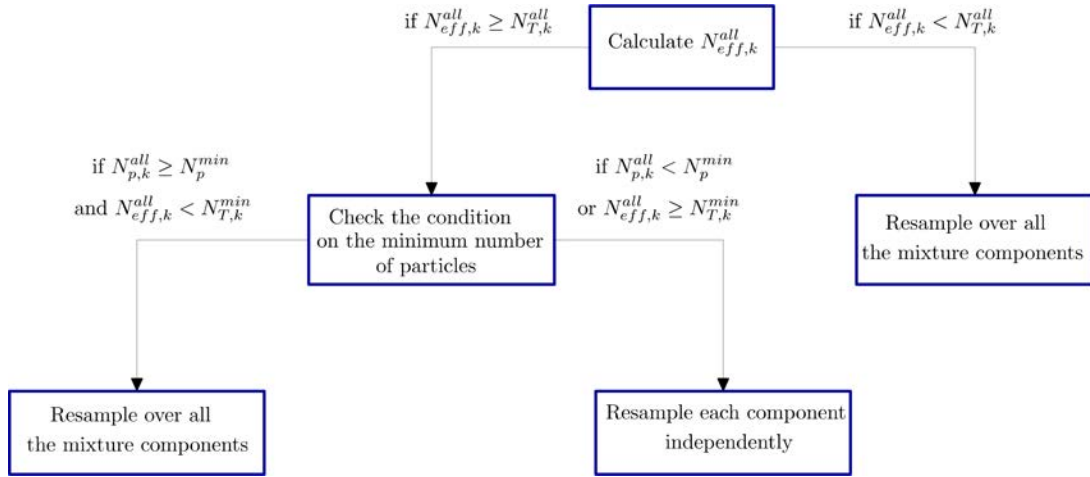 if $N_{eff,k}^{all} \geq N_{T,k}^{all}$
Calculate $N_{eff,k}^{all}$
if $N_{eff,k}^{all} < N_{T,k}^{all}$
if $N_{p,k}^{all} \geq N_{p}^{min}$
and $N_{eff,k}^{all} < N_{T,k}^{min}$
if $N_{p,k}^{all} < N_{p}^{min}$
or $N_{eff,k}^{all} \geq N_{T,k}^{min}$
Check the condition
on the minimum number
of particles
Resample over all
the mixture components
Resample over all
the mixture components
Resample each component
independently